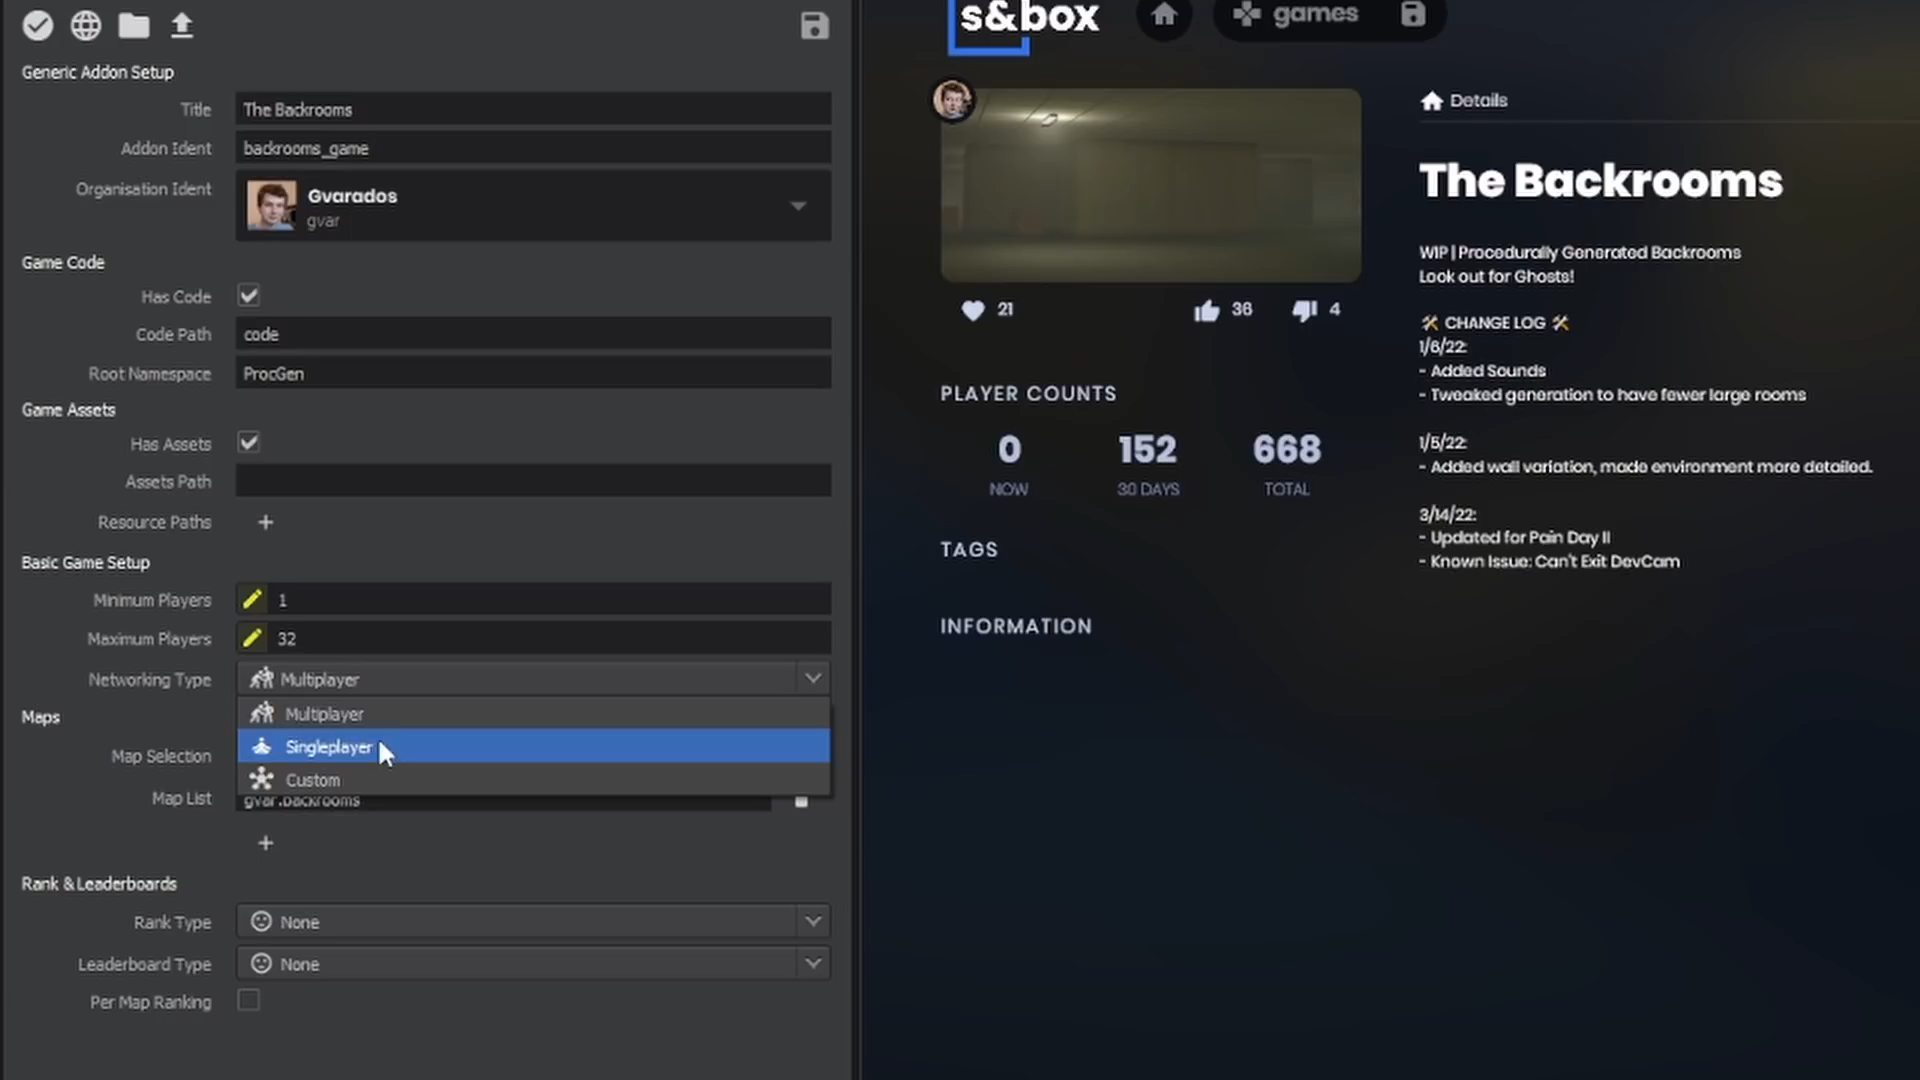 Generic Addon Setup
Title
The Backrooms
Addon Ident
backrooms_game
Organisation Ident
Gvarados
gvar
Game Code
Has Code
Code Path
code
Root Namespace
ProcGen
Game Assets
Has Assets
Assets Path
Resource Paths
+
Basic Game Setup
Minimum Players
1
Maximum Players
32
Networking Type
Multiplayer
Multiplayer
Singleplayer
Custom
Maps
Map Selection
Map List
gvar.backrooms
+
Rank & Leaderboards
Rank Type
None
Leaderboard Type
None
Per Map Ranking
s&box
games
21
36
4
PLAYER COUNTS
0
152
668
NOW
30 DAYS
TOTAL
TAGS
INFORMATION
Details
The Backrooms
WIP | Procedurally Generated Backrooms
Look out for Ghosts!
🛠 CHANGE LOG 🛠
1/6/22:
- Added Sounds
- Tweaked generation to have fewer large rooms
1/5/22:
- Added wall variation, made environment more detailed.
3/14/22:
- Updated for Pain Day II
- Known Issue: Can't Exit DevCam